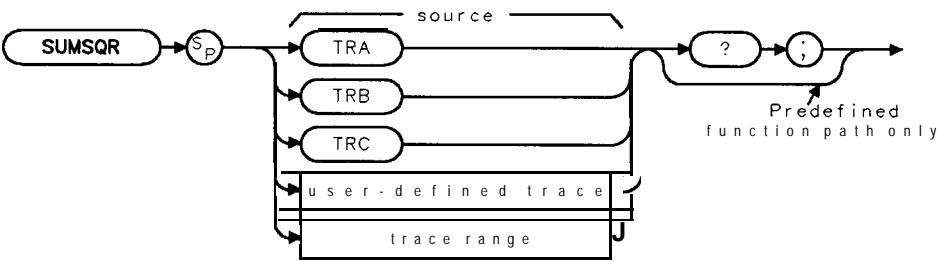 source
SUMSQR
SP
TRA
?
;
TRB
Predefined
function path only
TRC
user-defined trace
trace range